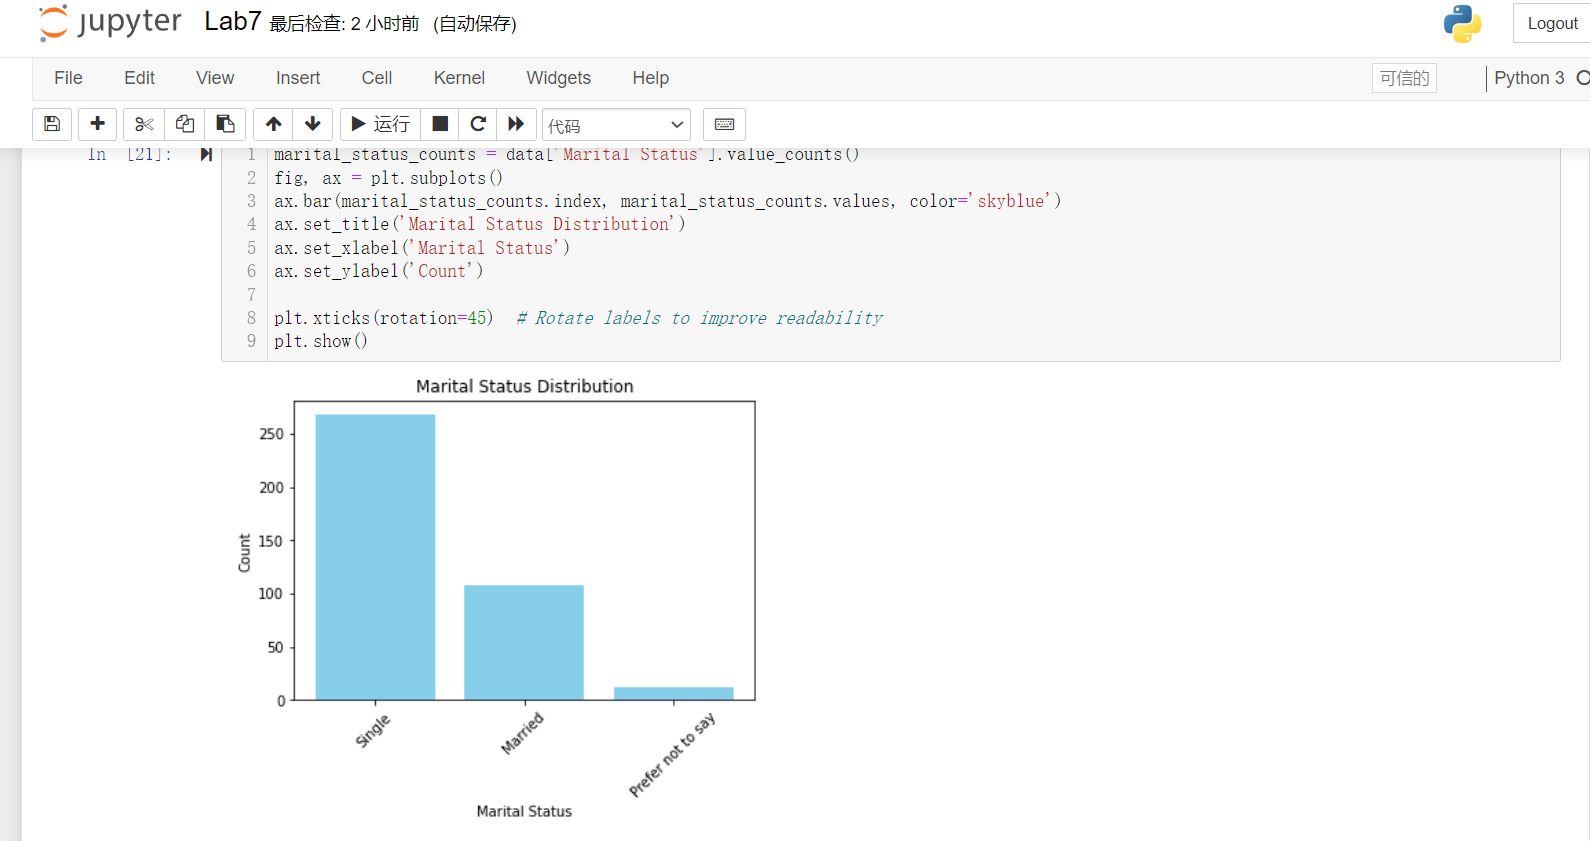 jupyter Lab7 最后检查: 2 小时前 (自动保存)
Logout
File Edit View Insert Cell Kernel Widgets Help
可信的
Python 3
运行
代码
In [21]:
1 marital_status_counts = data['Marital Status'].value_counts()
2 fig, ax = plt.subplots()
3 ax.bar(marital_status_counts.index, marital_status_counts.values, color='skyblue')
4 ax.set_title('Marital Status Distribution')
5 ax.set_xlabel('Marital Status')
6 ax.set_ylabel('Count')
7
8 plt.xticks(rotation=45)  # Rotate labels to improve readability
9 plt.show()
Marital Status Distribution
250
200
150
100
50
0
Count
Single
Married
Prefer not to say
Marital Status